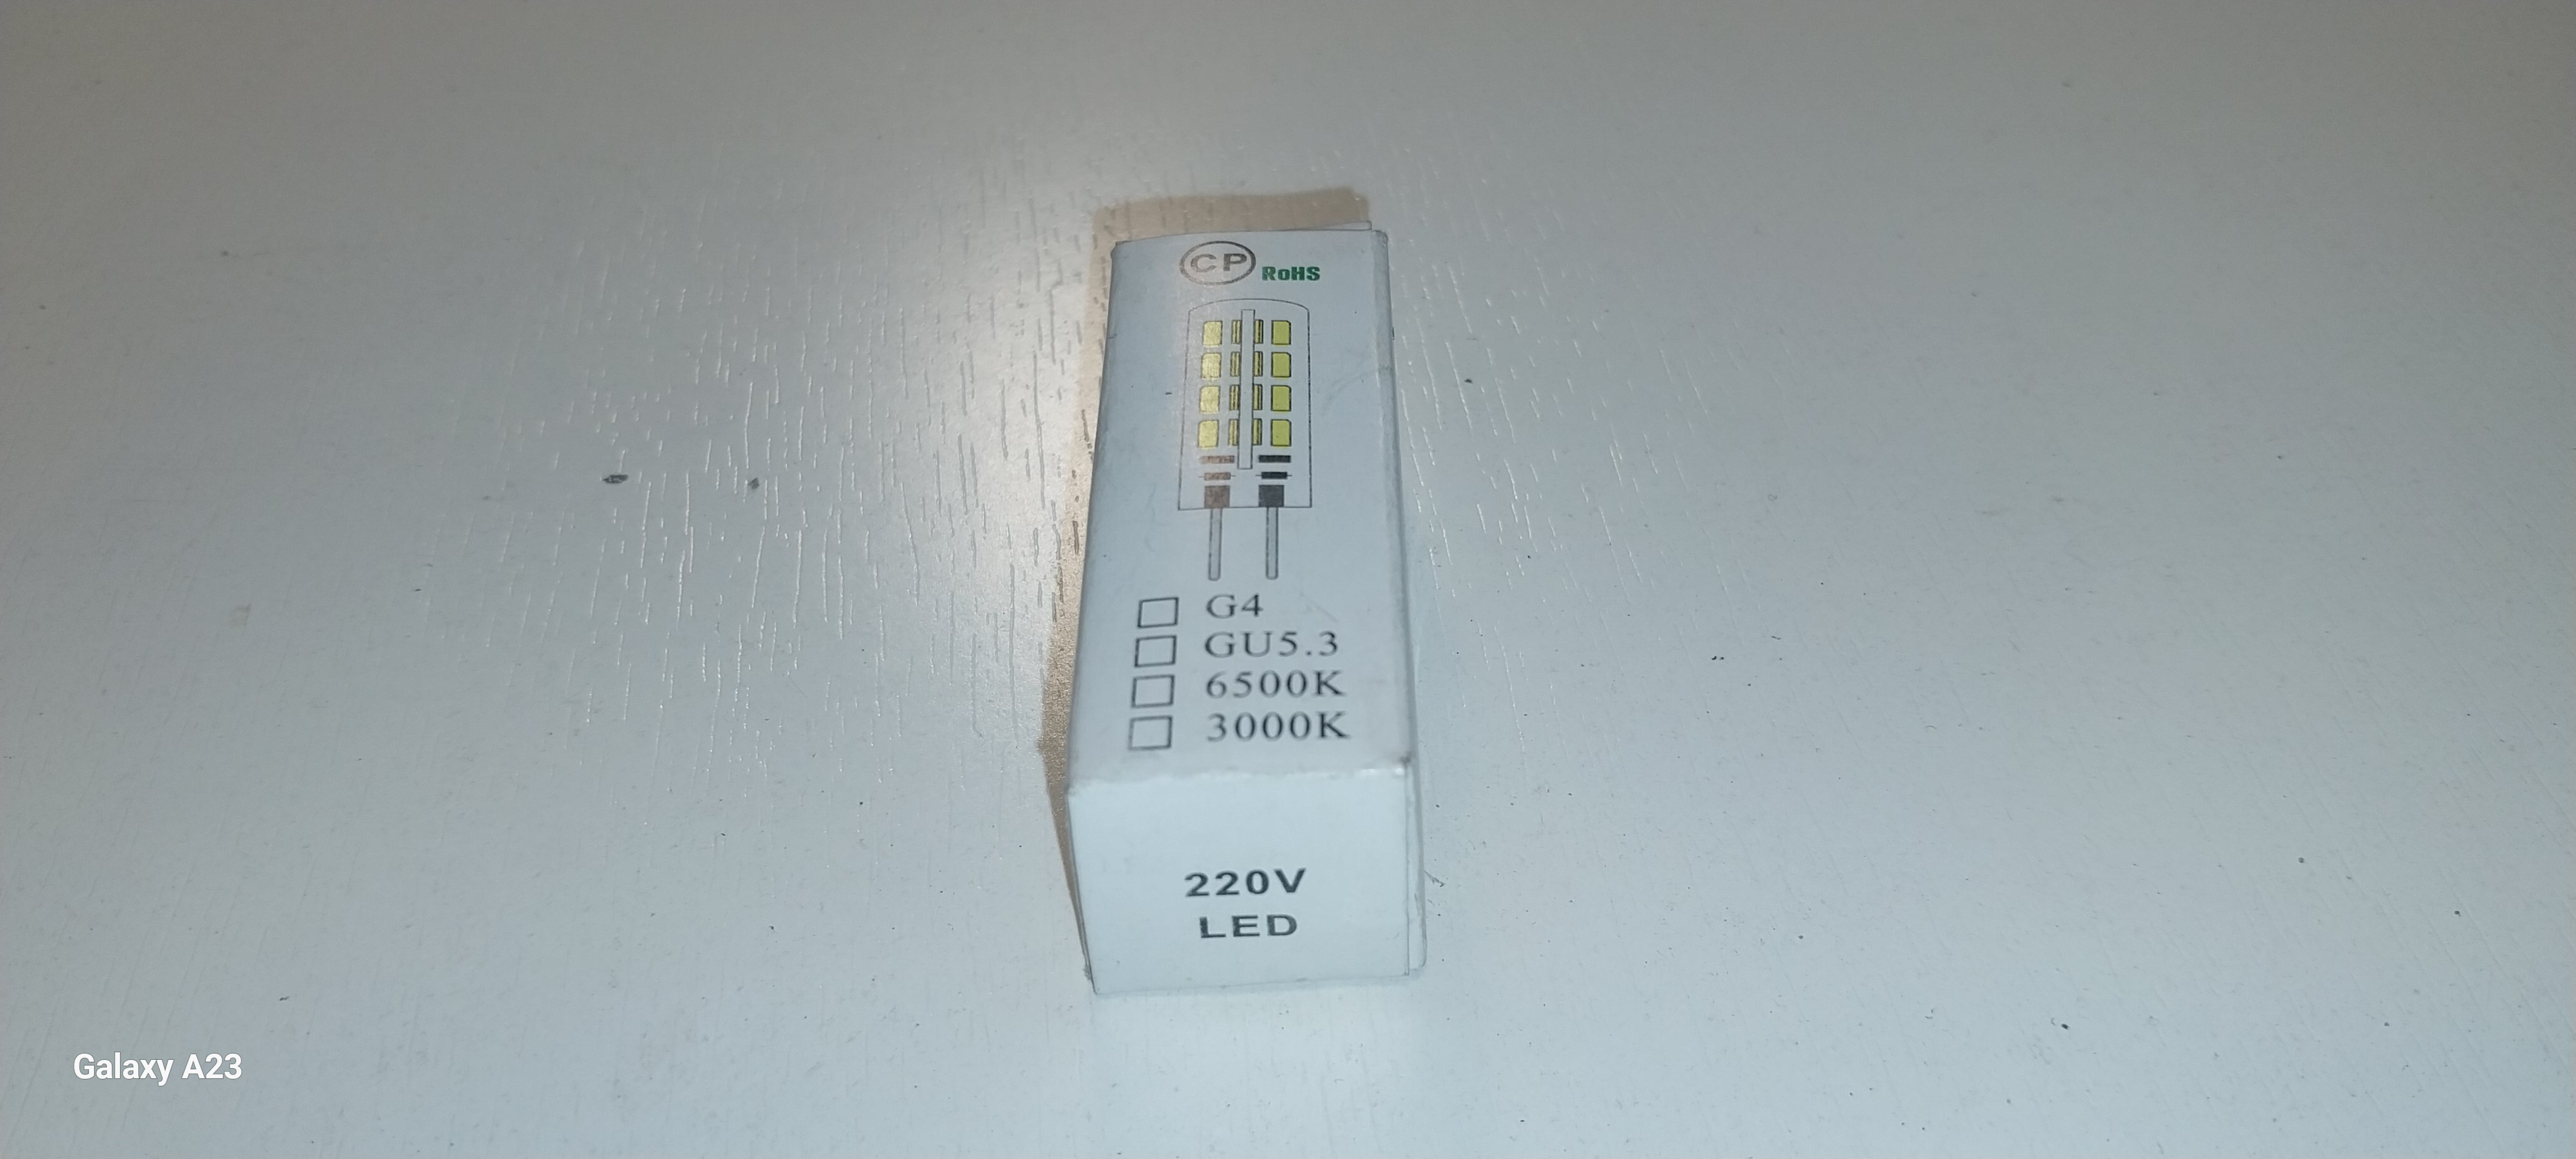 CP RoHS
G4
GU5.3
6500K
3000K
220V
LED
Galaxy A23